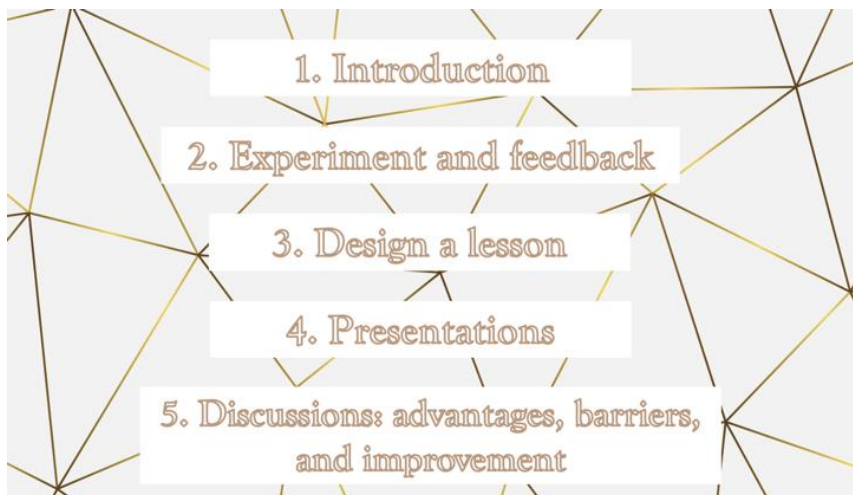 1. Introduction
2. Experiment and feedback
3. Design a lesson
4. Presentations
5. Discussions: advantages, barriers,
and improvement